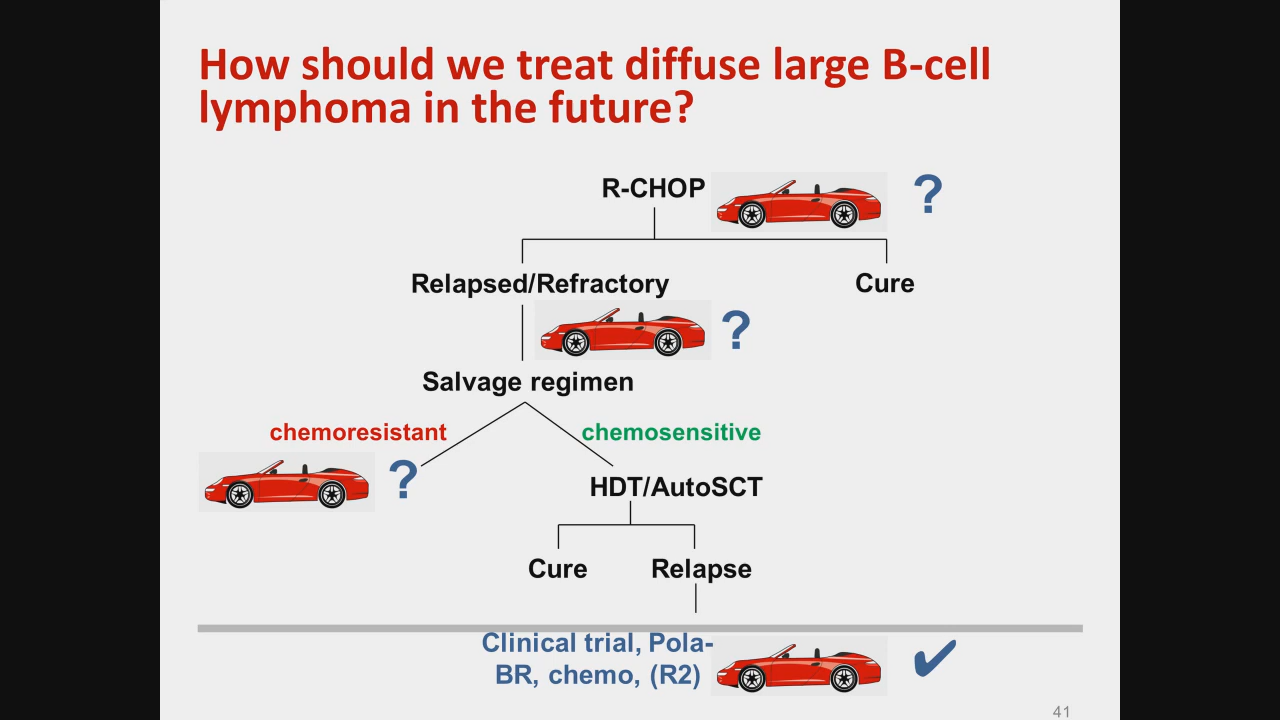 How should we treat diffuse large B-cell
lymphoma in the future?
R-CHOP
?
Relapsed/Refractory
Cure
?
Salvage regimen
chemoresistant
chemosensitive
?
HDT/AutoSCT
Cure
Relapse
Clinical trial, Pola-
BR, chemo, (R2)
41